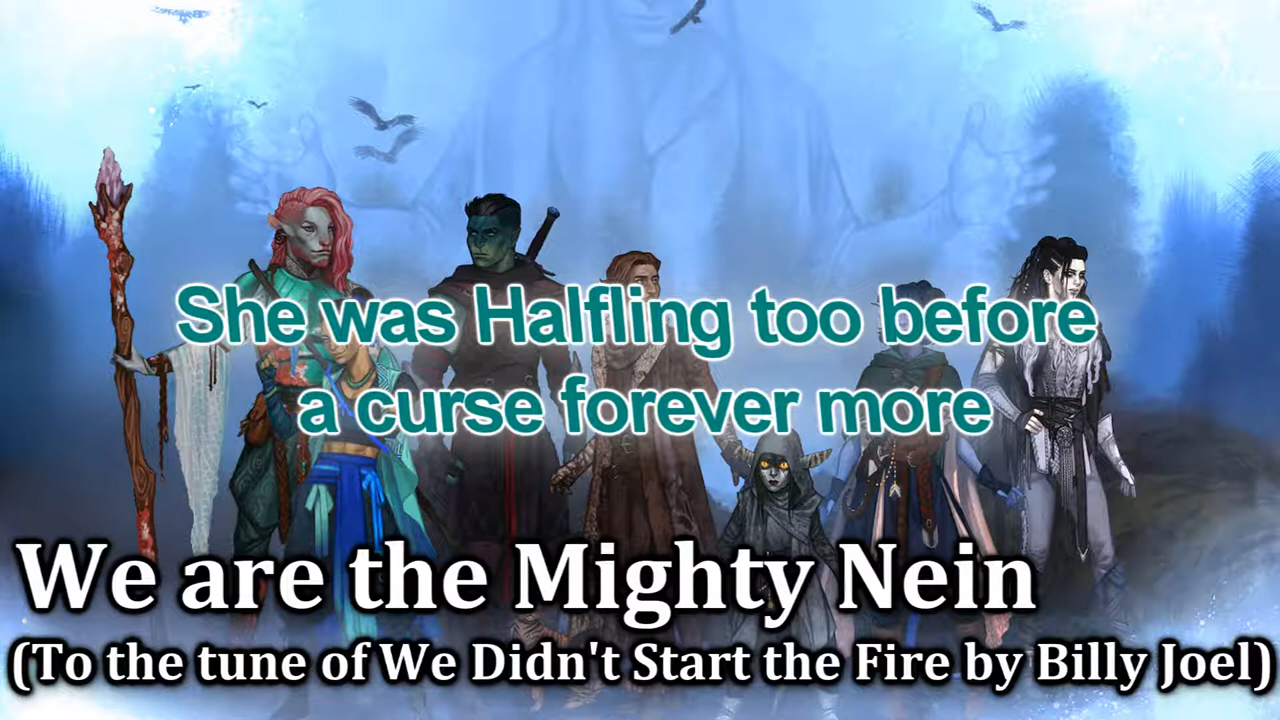 She was Halfling too before
a curse forever more
We are the Mighty Nein
(To the tune of We Didn't Start the Fire by Billy Joel)